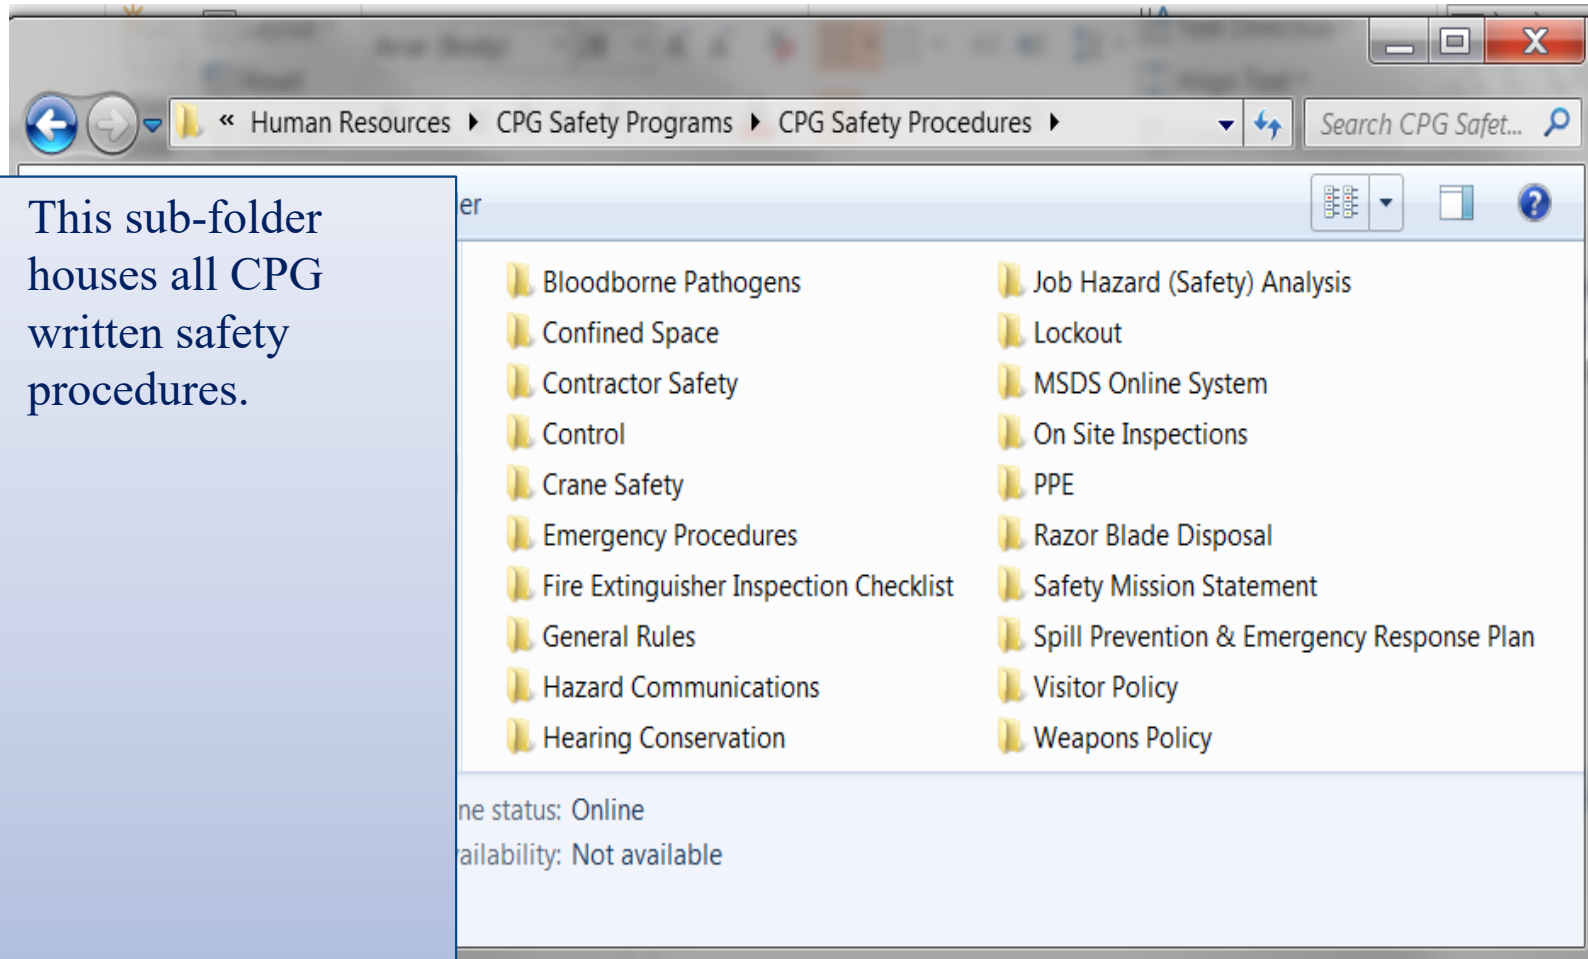 « Human Resources CPG Safety Programs CPG Safety Procedures
Search CPG Safet...
This sub-folder
houses all CPG
written safety
procedures.
er
Bloodborne Pathogens
Confined Space
Contractor Safety
Control
Crane Safety
Emergency Procedures
Fire Extinguisher Inspection Checklist
General Rules
Hazard Communications
Hearing Conservation
Job Hazard (Safety) Analysis
Lockout
MSDS Online System
On Site Inspections
PPE
Razor Blade Disposal
Safety Mission Statement
Spill Prevention & Emergency Response Plan
Visitor Policy
Weapons Policy
ne status: Online
ailability: Not available